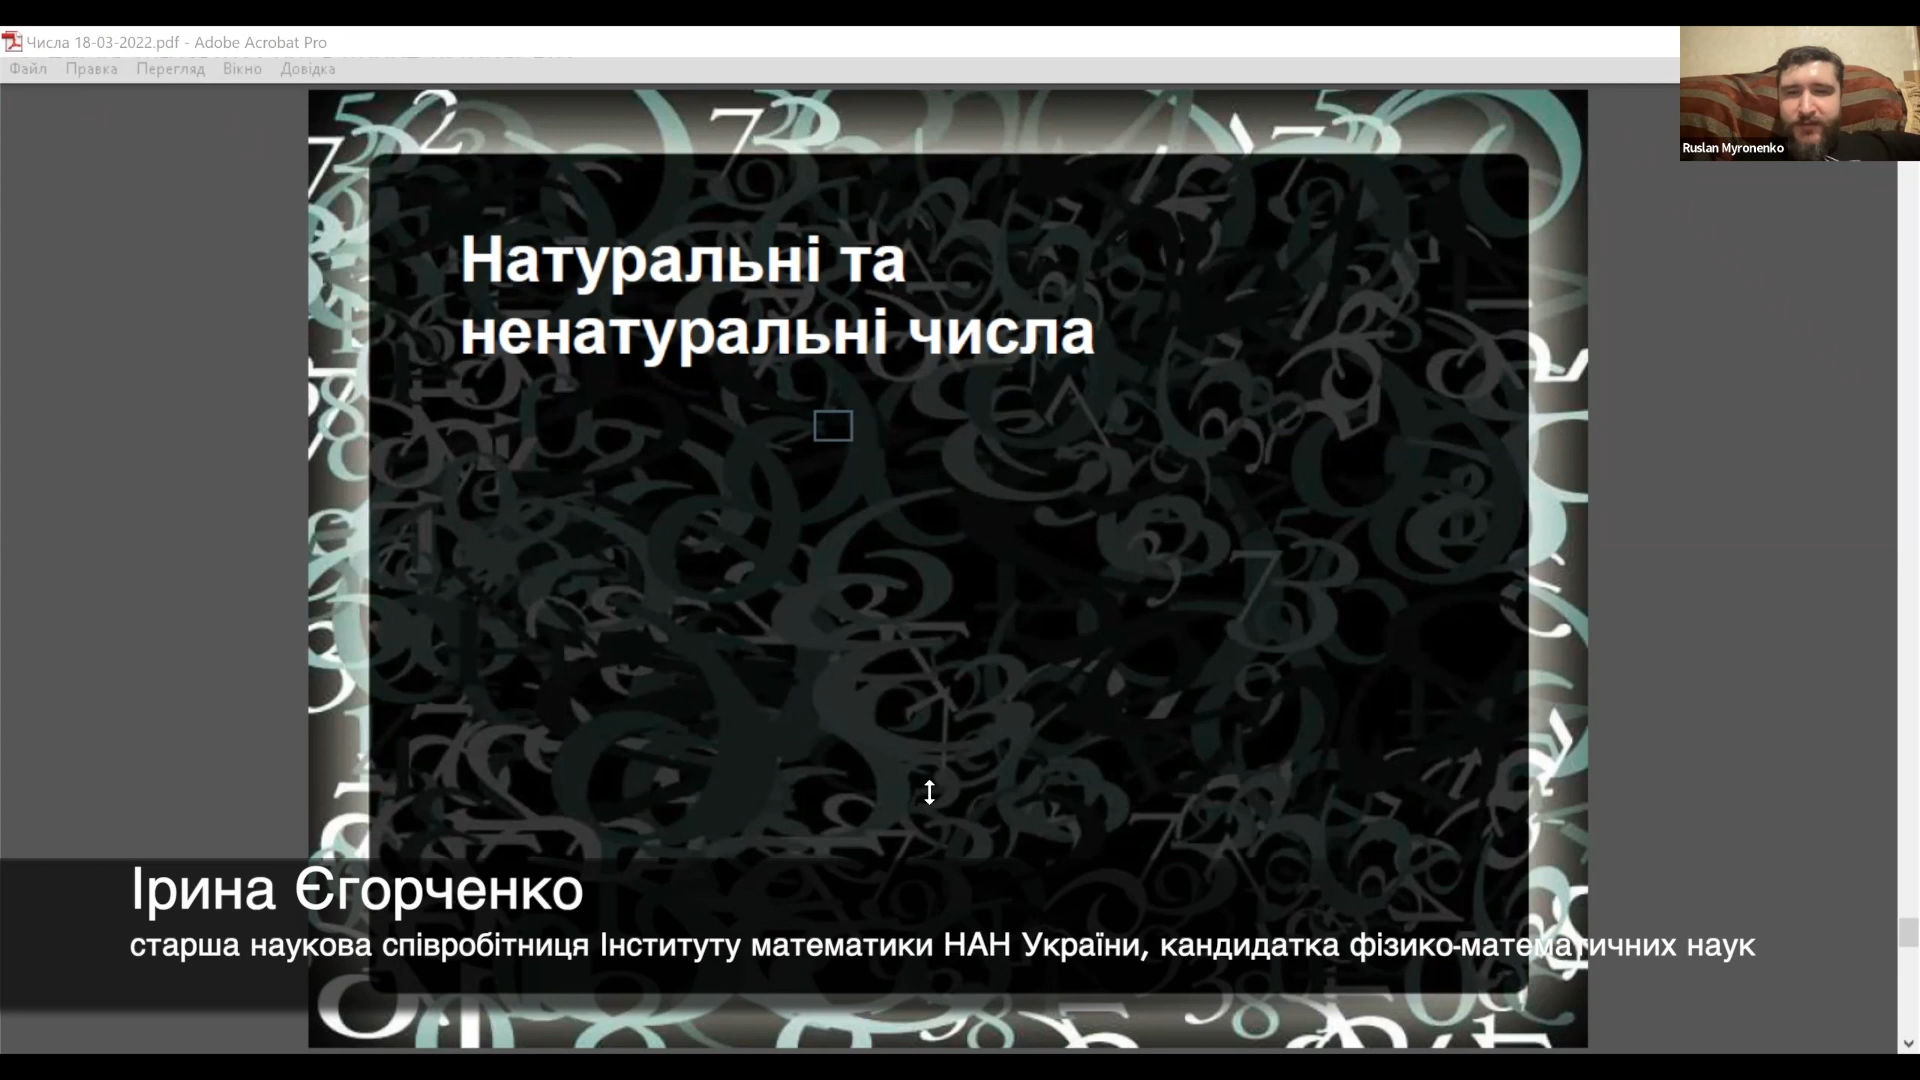 Числа 18-03-2022.pdf - Adobe Acrobat Pro
Файл Правка Перегляд Вікно Довідка
Ruslan Myronenko
Натуральні та
ненатуральні числа
Ірина Єгорченко
старша наукова співробітниця Інституту математики НАН України, кандидатка фізико-математичних наук